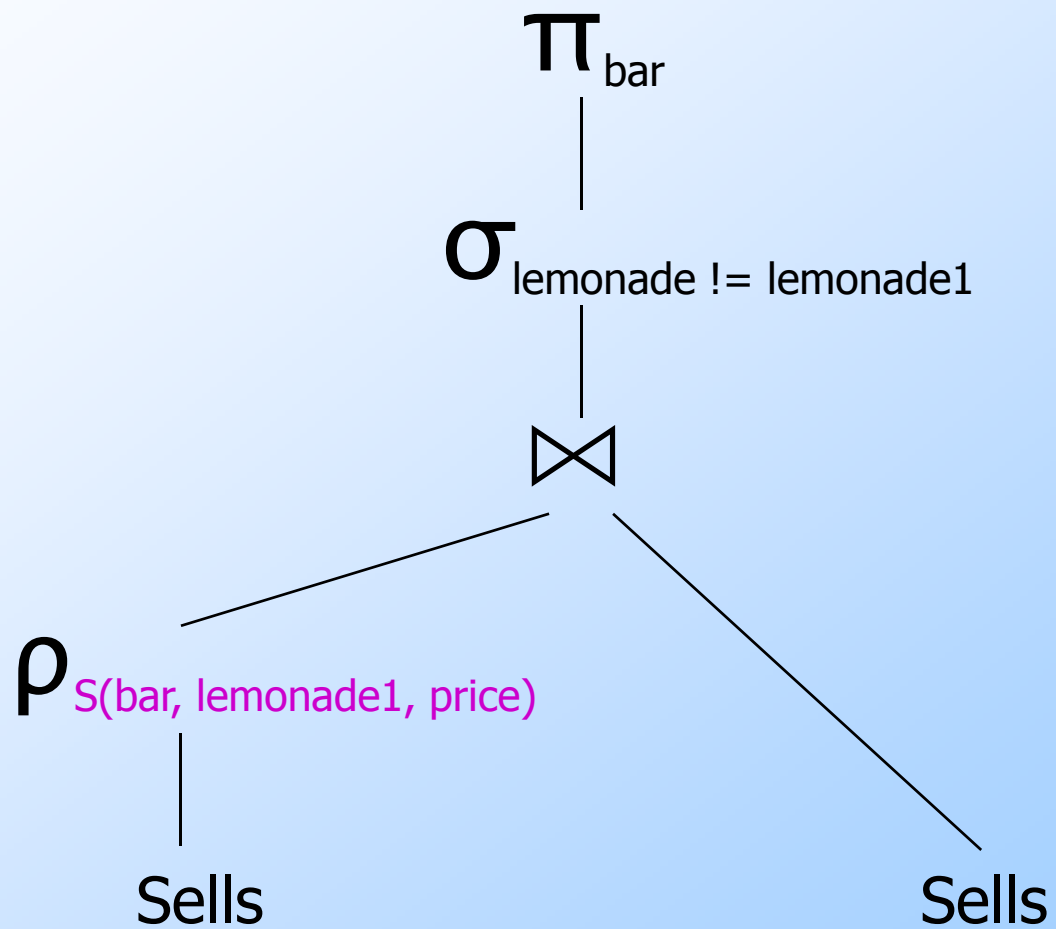 π bar
σ lemonade != lemonade1
⋈
ρ S(bar, lemonade1, price)
Sells Sells